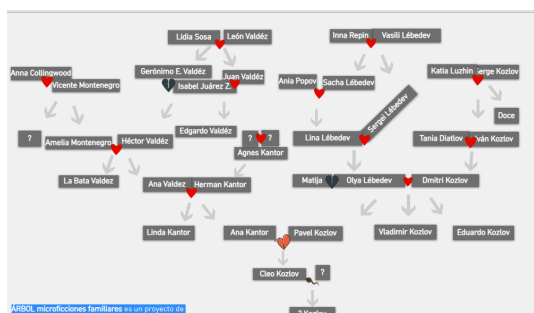 Lidia Sosa León Valdéz
Inna Repin Vasili Lébedev
Anna Collingwood
Vicente Montenegro
Gerónimo E. Valdéz
Isabel Juárez Z.
Juan Valdéz
Ania Popov Sacha Lébedev
Sergei Lébedev
Katia Luzhin Serge Kozlov
Doce
?
Amelia Montenegro Héctor Valdéz
Edgardo Valdéz
? ?
Agnes Kantor
Lina Lébedev
Tania Diatlov Iván Kozlov
La Bata Valdez
Ana Valdez Herman Kantor
Matija Olya Lébedev Dmitri Kozlov
Linda Kantor Ana Kantor Pavel Kozlov Vladimir Kozlov Eduardo Kozlov
Cleo Kozlov ?
? Kozlov
ÁRBOL microficciones familiares es un proyecto de